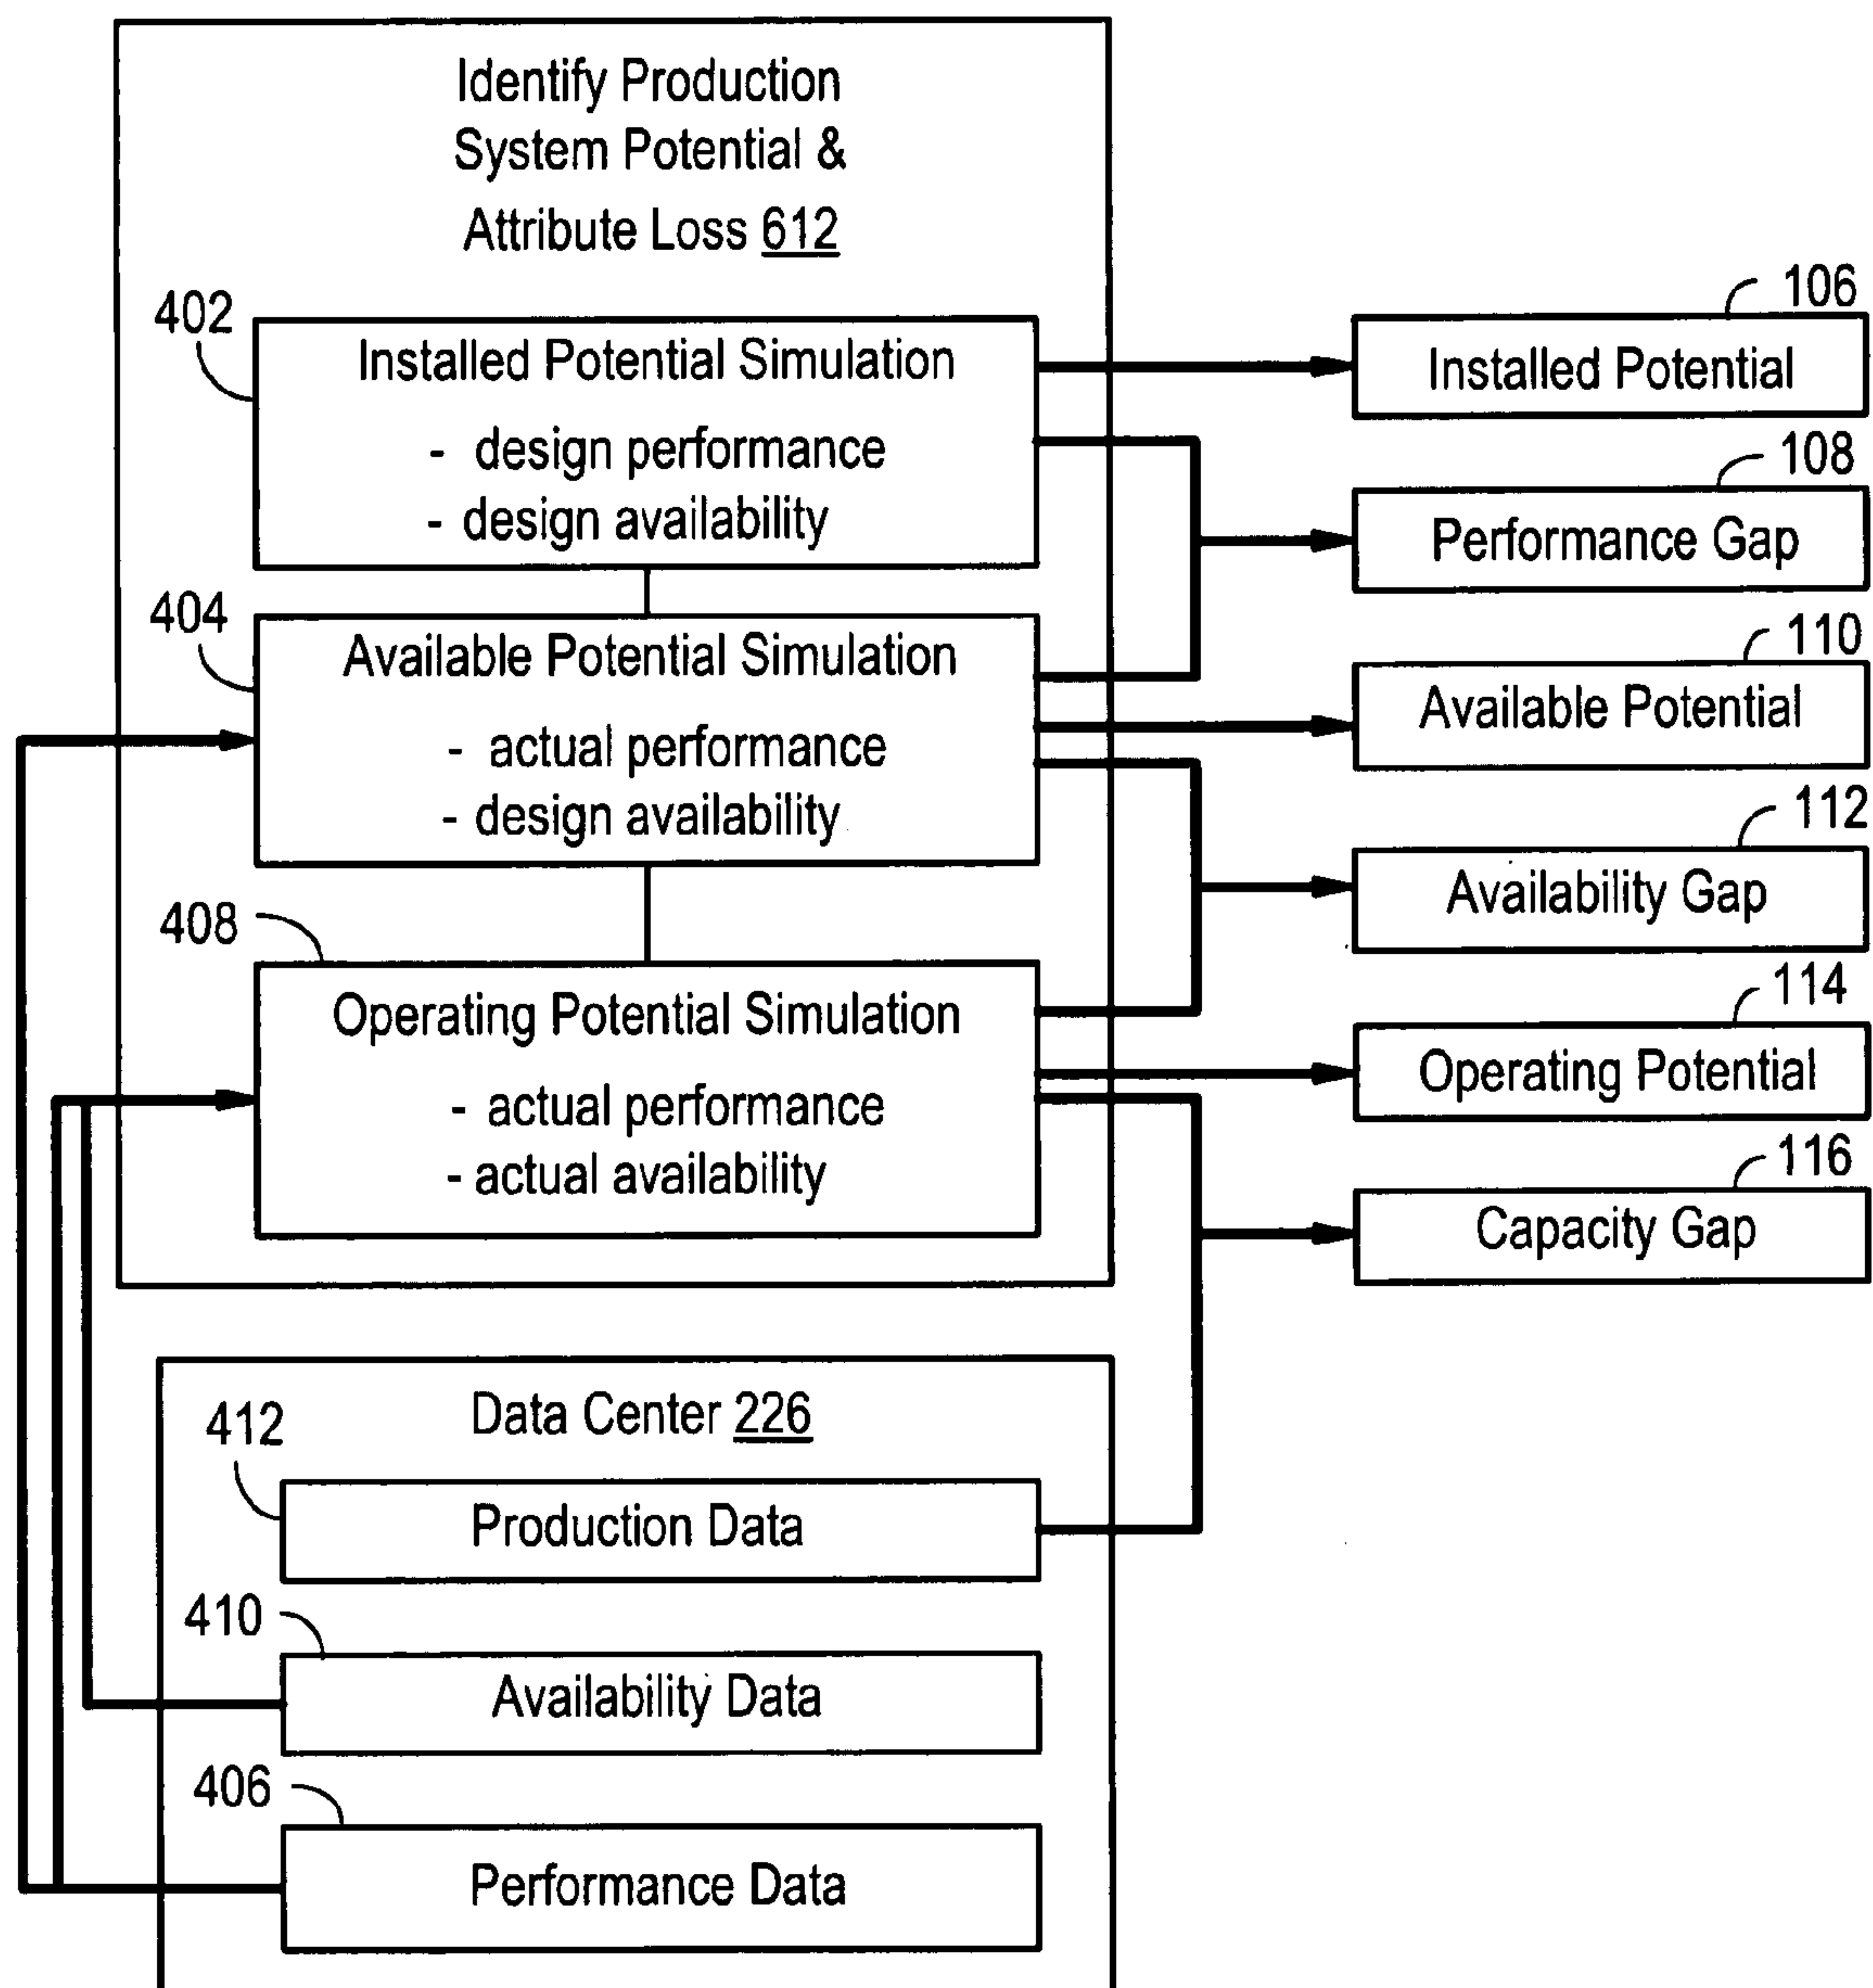 Identify Production
System Potential &
Attribute Loss 612
402
Installed Potential Simulation
- design performance
- design availability
404
Available Potential Simulation
- actual performance
- design availability
408
Operating Potential Simulation
- actual performance
- actual availability
106
Installed Potential
108
Performance Gap
110
Available Potential
112
Availability Gap
114
Operating Potential
116
Capacity Gap
Data Center 226
412
Production Data
410
Availability Data
406
Performance Data